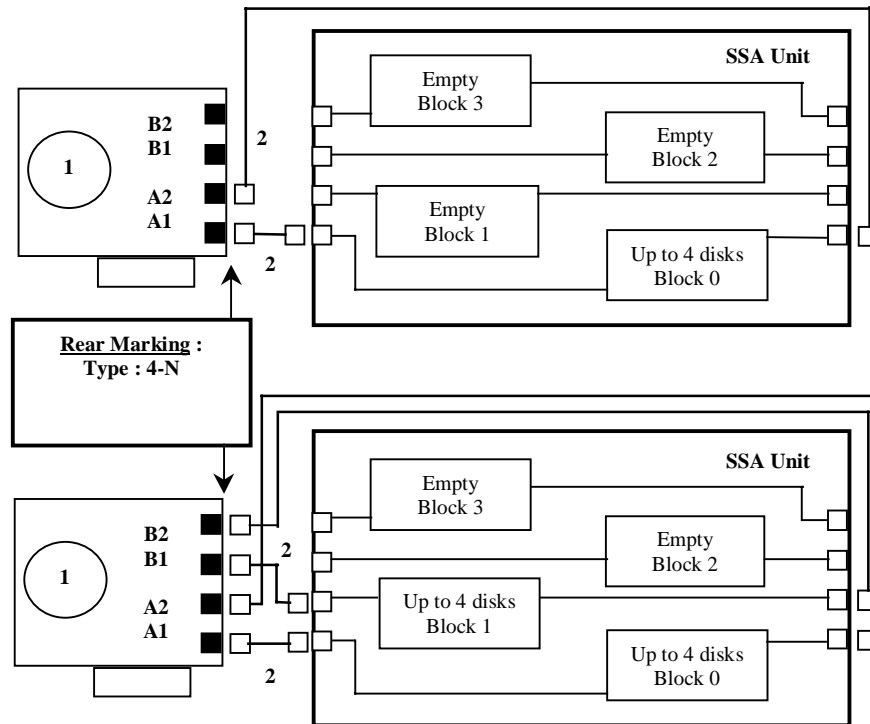 SSA Unit
Empty
Block 3
B2
B1
2
Empty
Block 2
1
A2
A1
Empty
Block 1
2
Up to 4 disks
Block 0
Rear Marking :
Type : 4-N
SSA Unit
Empty
Block 3
B2
B1
2
Empty
Block 2
1
A2
A1
Up to 4 disks
Block 1
2
Up to 4 disks
Block 0